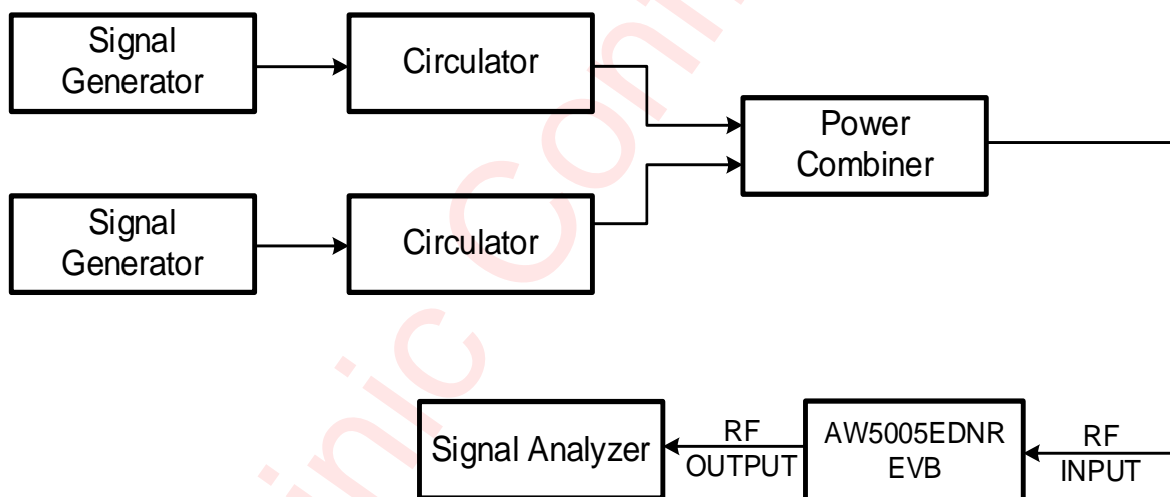 Signal
Generator
Circulator
Power
Combiner
Signal
Generator
Circulator
Signal Analyzer
RF
OUTPUT
AW5005EDNR
EVB
RF
INPUT